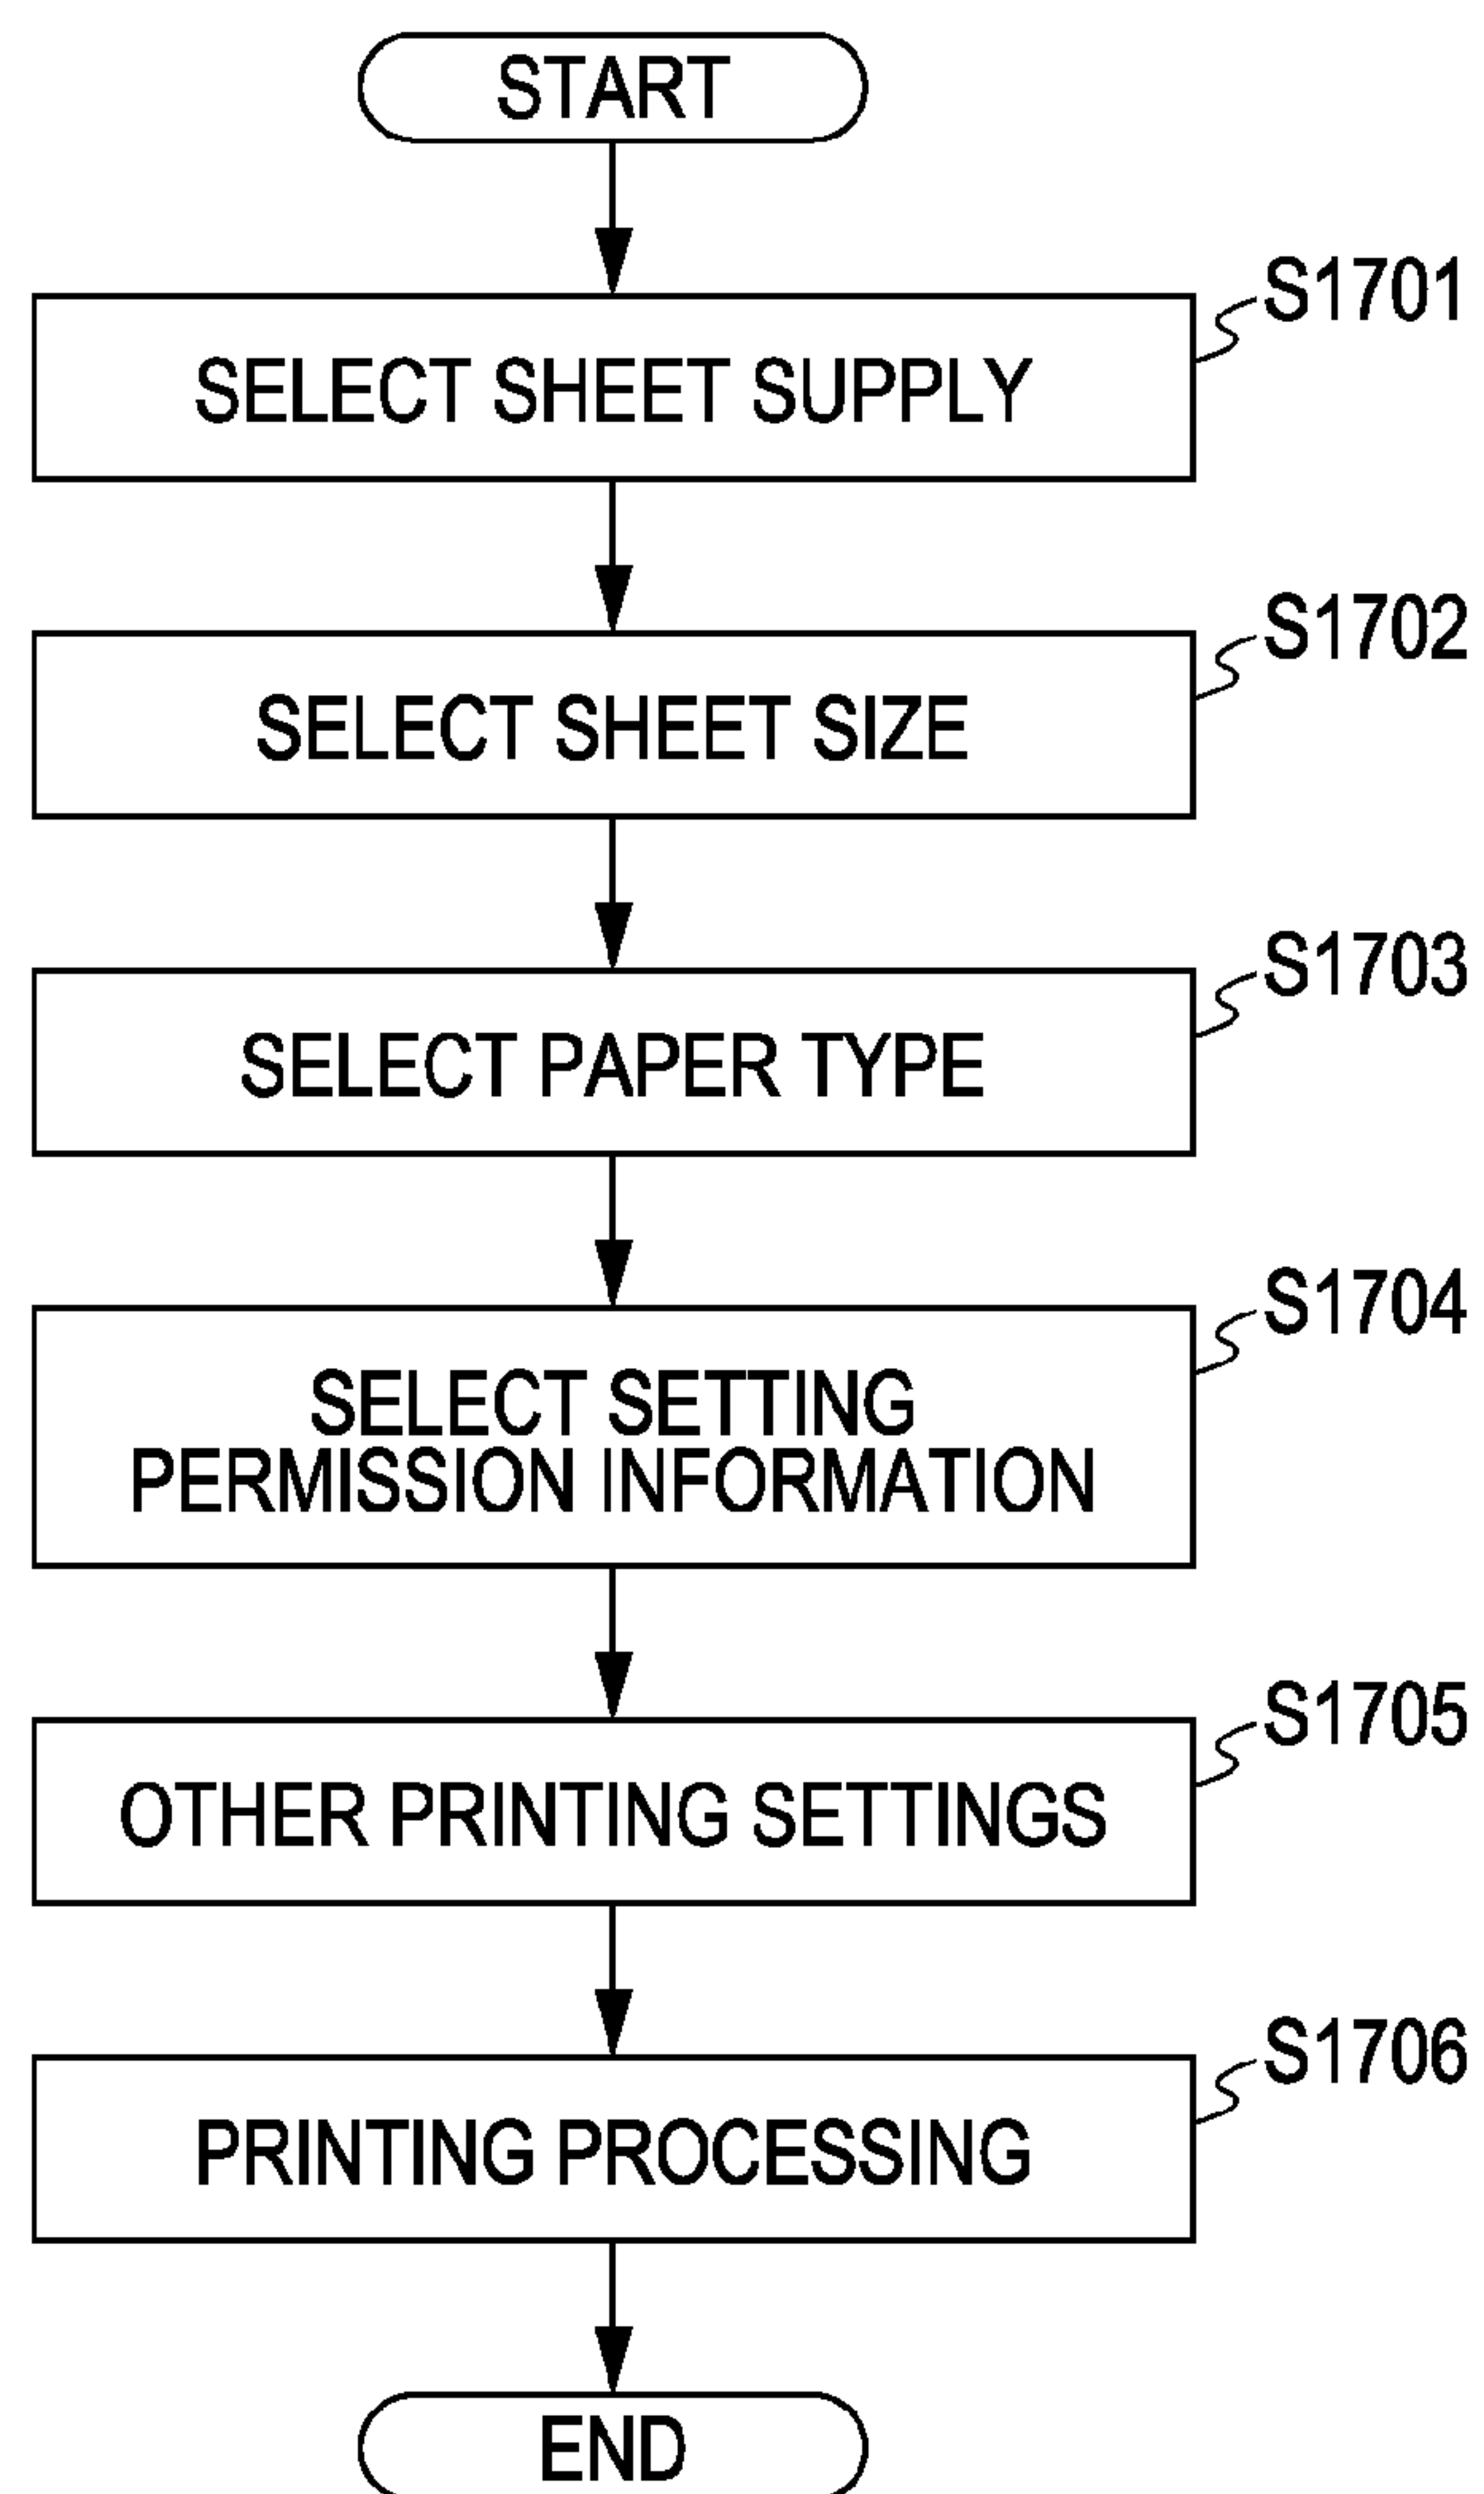 START
S1701
SELECT SHEET SUPPLY
S1702
SELECT SHEET SIZE
S1703
SELECT PAPER TYPE
S1704
SELECT SETTING
PERMISSION INFORMATION
S1705
OTHER PRINTING SETTINGS
S1706
PRINTING PROCESSING
END